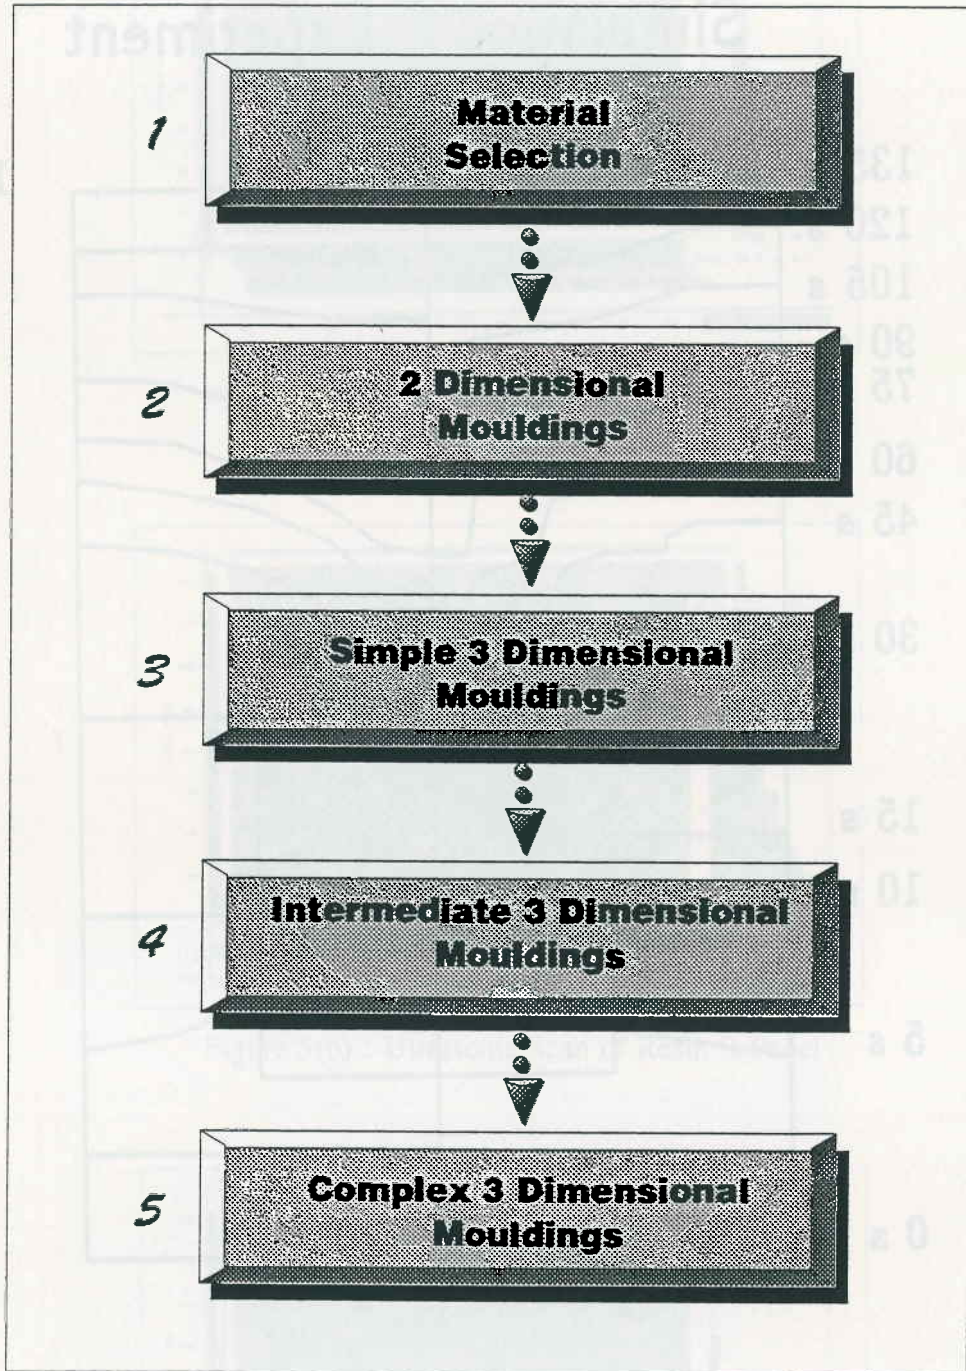 1
Material
Selection
2
2 Dimensional
Mouldings
3
Simple 3 Dimensional
Mouldings
4
Intermediate 3 Dimensional
Mouldings
5
Complex 3 Dimensional
Mouldings